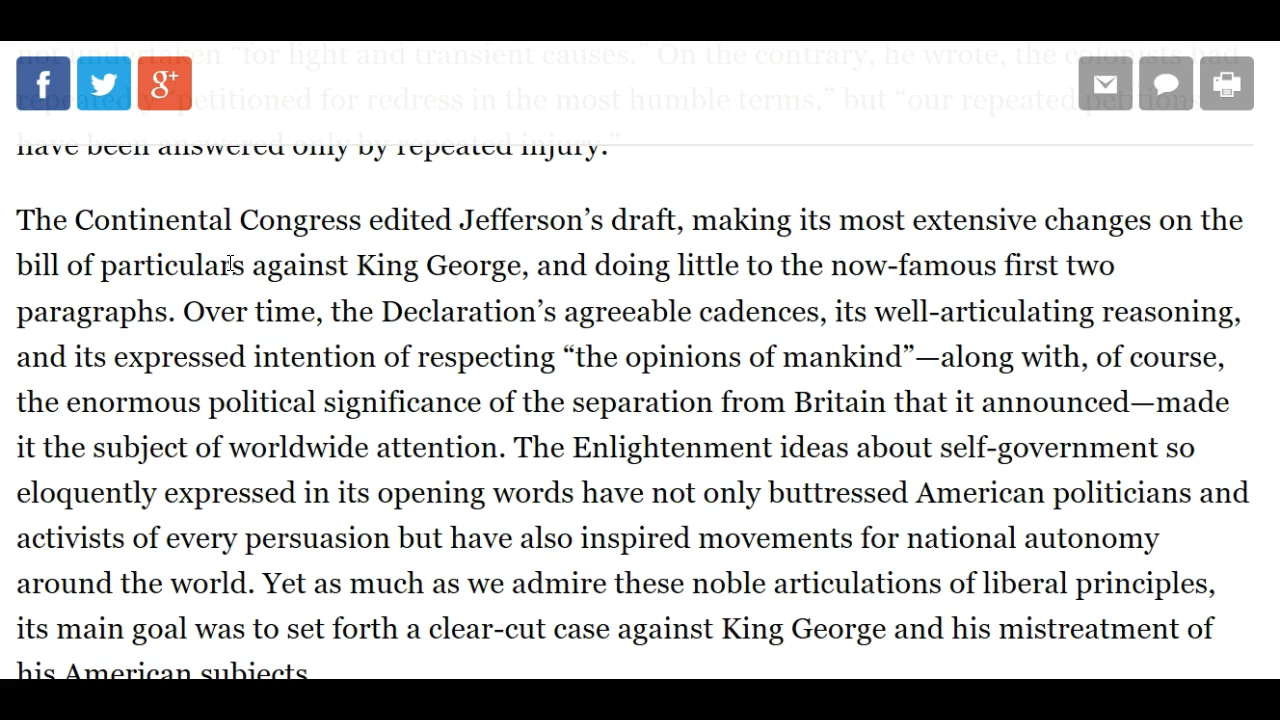 not undertaken “for light and transient causes.” On the contrary, he wrote, the colonists had
repeatedly “petitioned for redress in the most humble terms,” but “our repeated petitions
have been answered only by repeated injury.”
The Continental Congress edited Jefferson’s draft, making its most extensive changes on the
bill of particulars against King George, and doing little to the now-famous first two
paragraphs. Over time, the Declaration’s agreeable cadences, its well-articulating reasoning,
and its expressed intention of respecting “the opinions of mankind”—along with, of course,
the enormous political significance of the separation from Britain that it announced—made
it the subject of worldwide attention. The Enlightenment ideas about self-government so
eloquently expressed in its opening words have not only buttressed American politicians and
activists of every persuasion but have also inspired movements for national autonomy
around the world. Yet as much as we admire these noble articulations of liberal principles,
its main goal was to set forth a clear-cut case against King George and his mistreatment of
his American subjects.